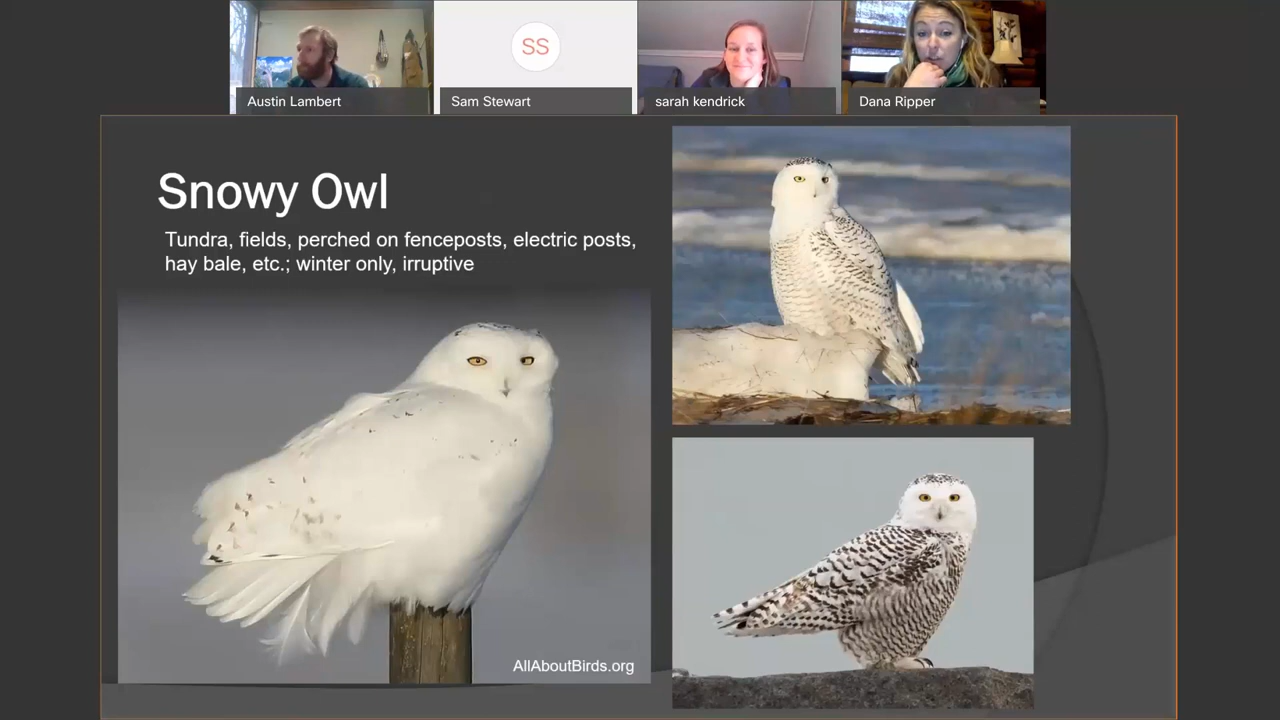 SS
Austin Lambert
Sam Stewart
sarah kendrick
Dana Ripper
Snowy Owl
Tundra, fields, perched on fenceposts, electric posts,
hay bale, etc.; winter only, irruptive
AllAboutBirds.org